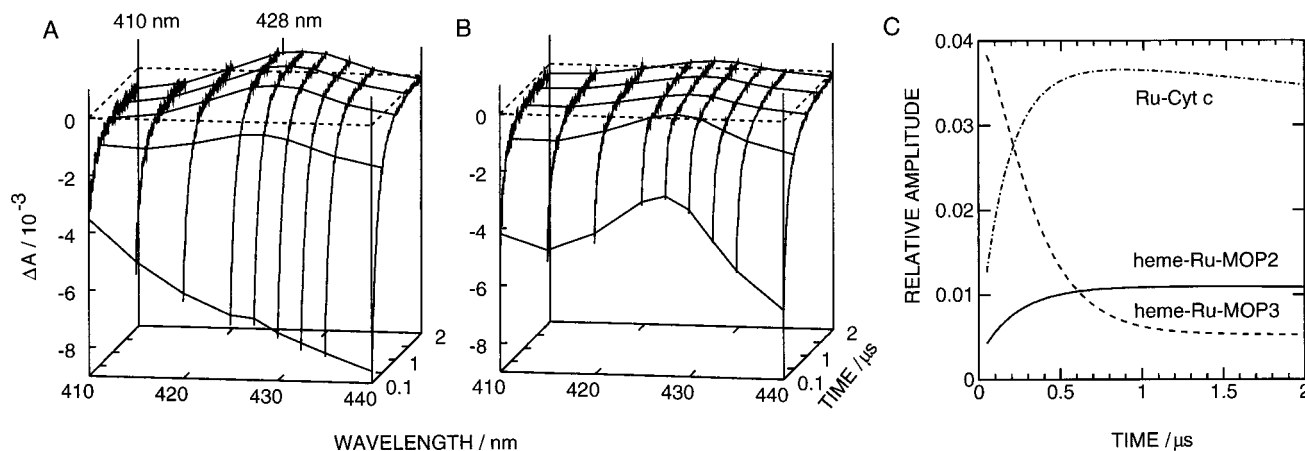 A
410 nm
428 nm
ΔA / 10⁻³
0
-2
-4
-6
-8
410
420
430
440
0.1
1
2
B
0
-2
-4
-6
-8
410
420
430
440
0.1
1
2
TIME /µs
WAVELENGTH / nm
C
RELATIVE AMPLITUDE
0.04
0.03
0.02
0.01
0
Ru-Cyt c
heme-Ru-MOP2
heme-Ru-MOP3
0
0.5
1
1.5
2
TIME /µs